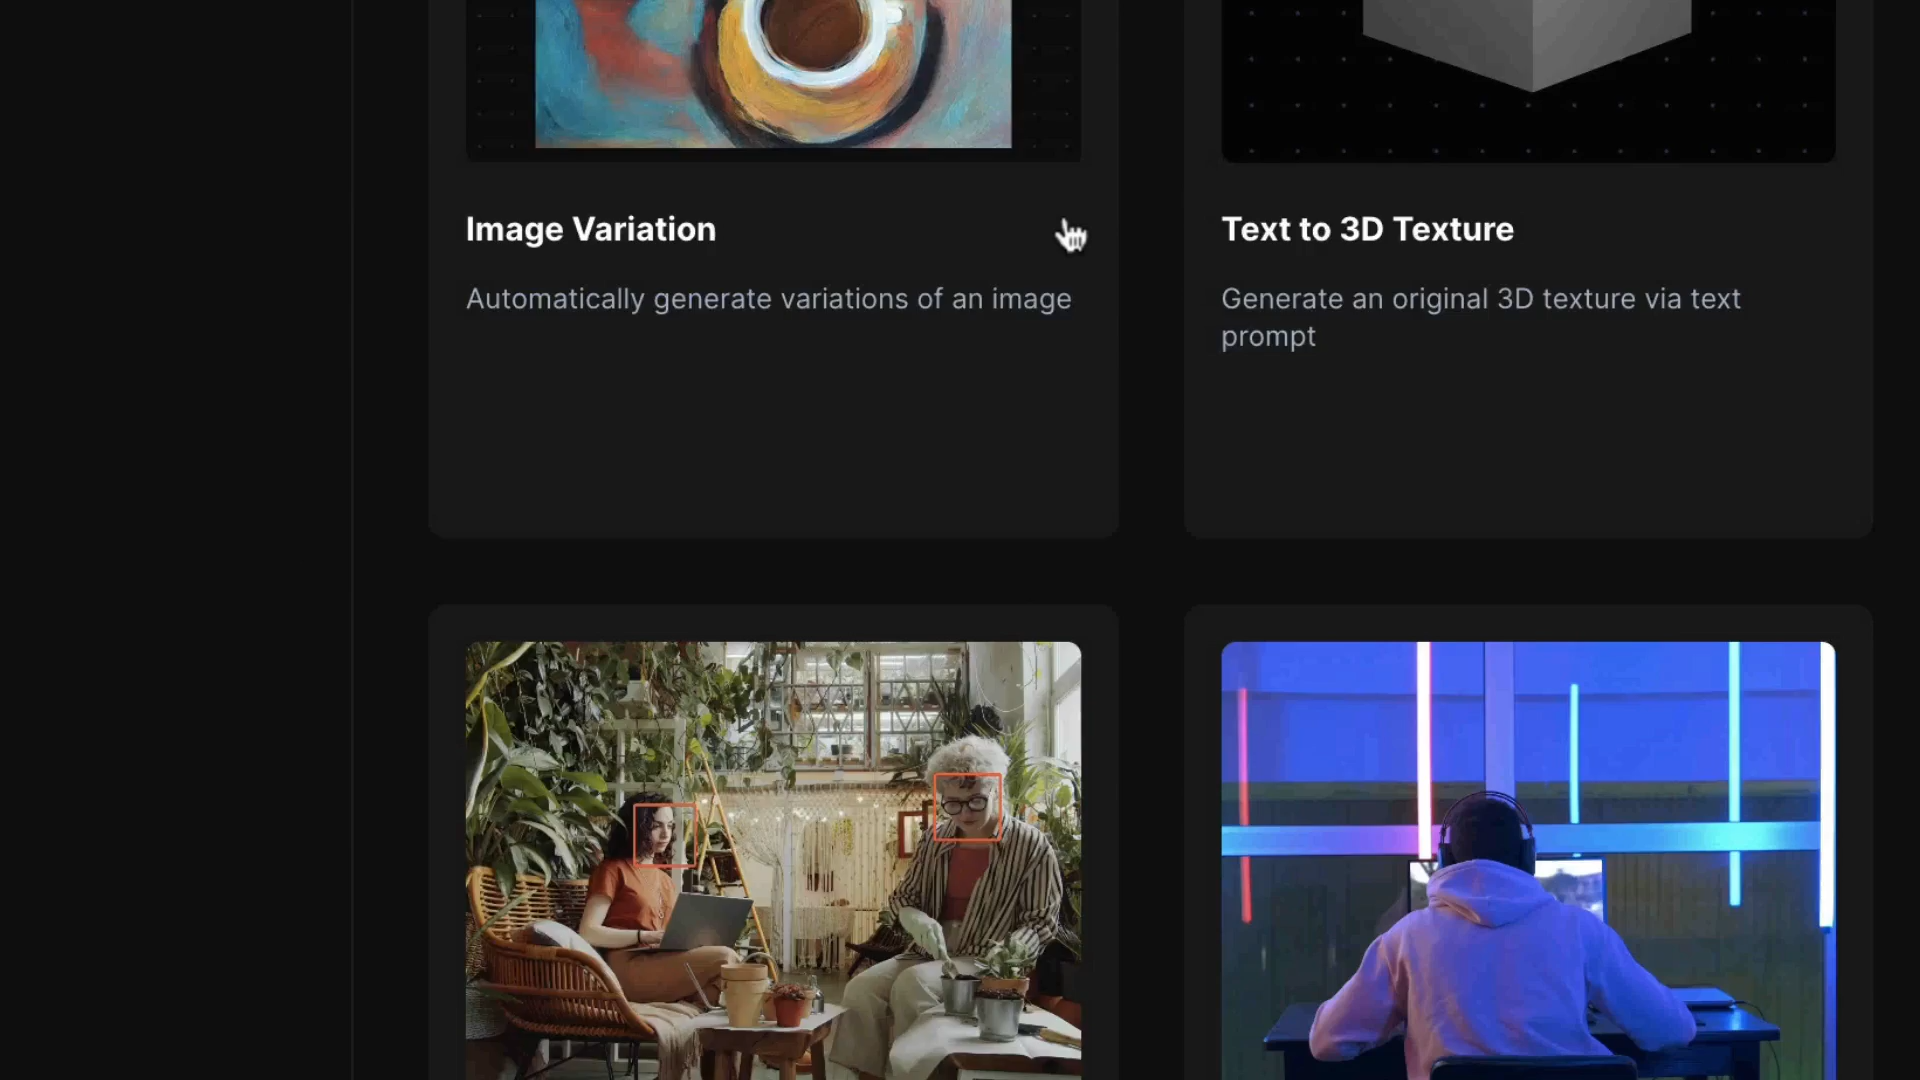 Image Variation
Automatically generate variations of an image
Text to 3D Texture
Generate an original 3D texture via text
prompt